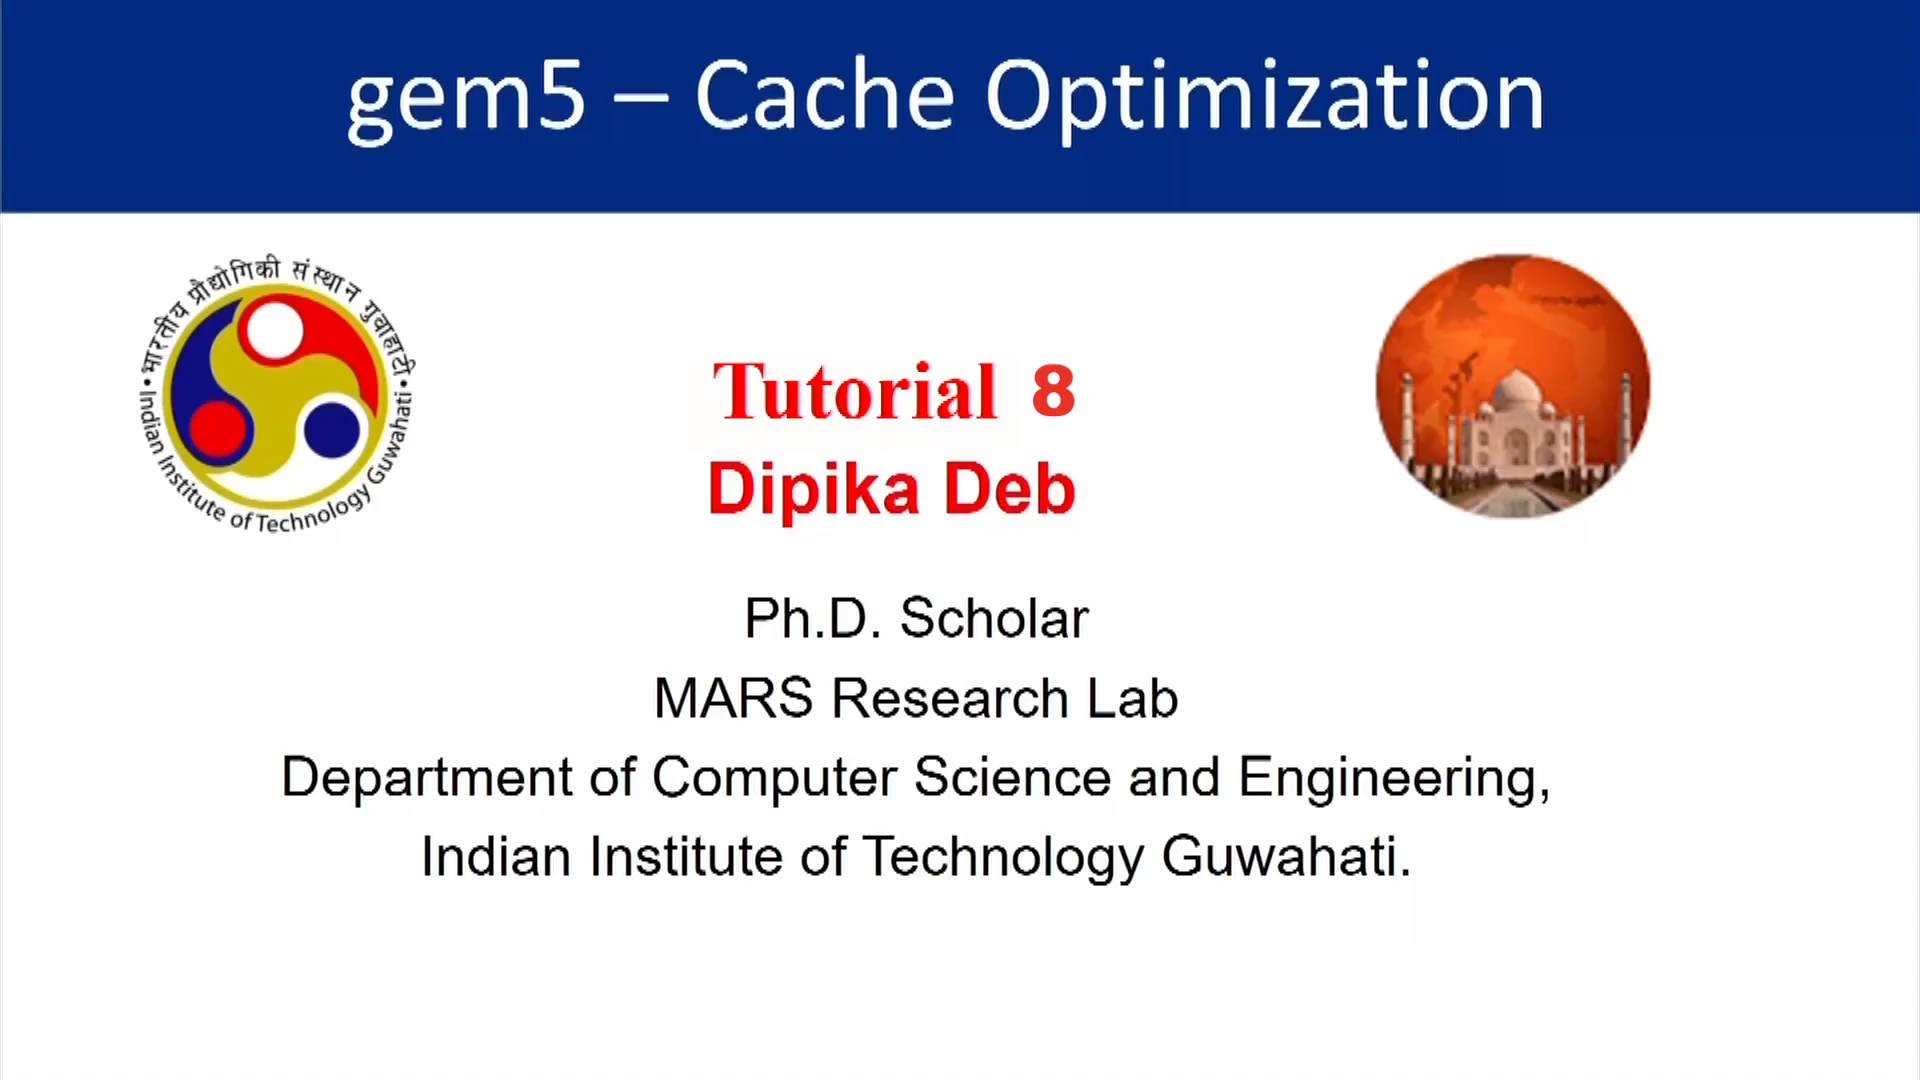 gem5 – Cache Optimization
भारतीय प्रौद्योगिकी संस्थान गुवाहाटी
Indian Institute of Technology Guwahati
Tutorial 8
Dipika Deb
Ph.D. Scholar
MARS Research Lab
Department of Computer Science and Engineering,
Indian Institute of Technology Guwahati.